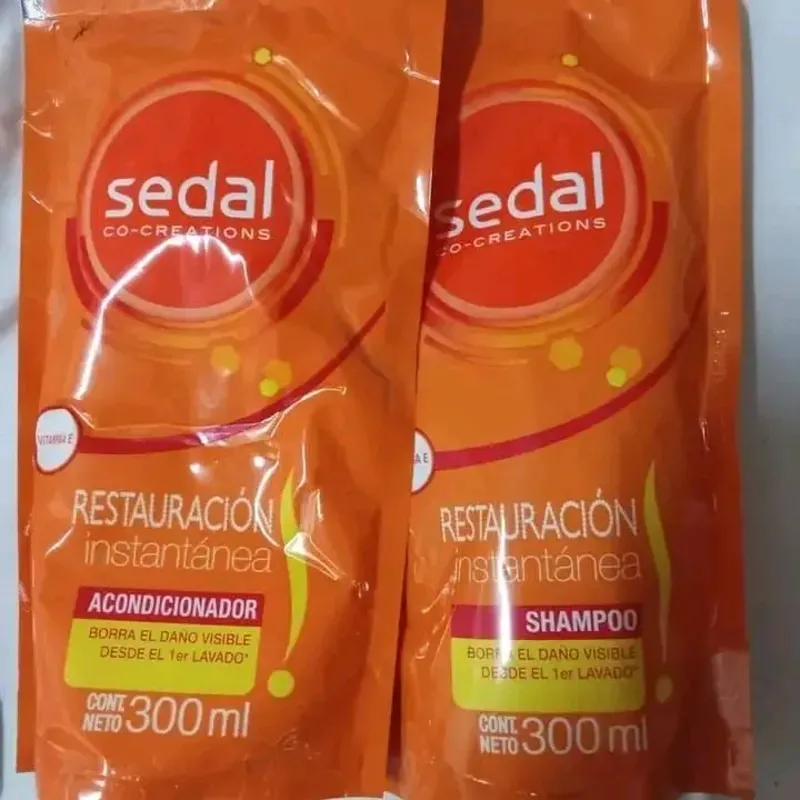 sedal
CO-CREATIONS
VITAMINA E
RESTAURACIÓN
instantánea
ACONDICIONADOR
BORRA EL DAÑO VISIBLE
DESDE EL 1er LAVADO*
CONT.
NETO 300 ml
sedal
CO-CREATIONS
A E
RESTAURACIÓN
instantánea
SHAMPOO
BORRA EL DAÑO VISIBLE
DESDE EL 1er LAVADO*
CONT.
NETO 300 ml